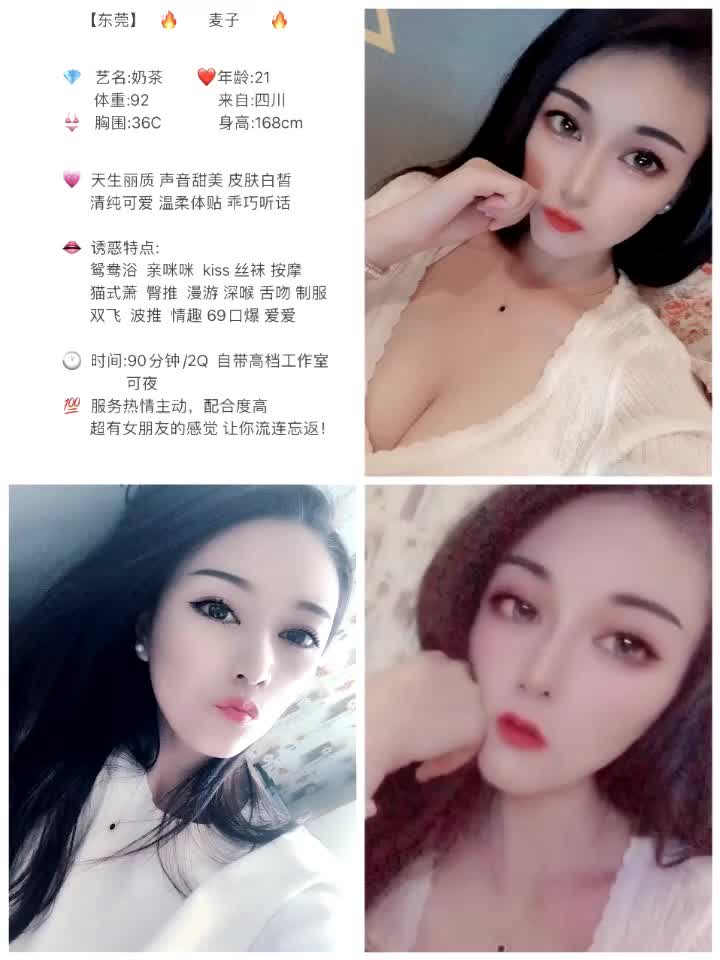 【东莞】 🔥 麦子 🔥
💎 艺名:奶茶 ❤️年龄:21
体重:92 来自:四川
👙 胸围:36C 身高:168cm
💗 天生丽质 声音甜美 皮肤白皙
清纯可爱 温柔体贴 乖巧听话
👄 诱惑特点:
鸳鸯浴 亲咪咪 kiss 丝袜 按摩
猫式萧 臀推 漫游 深喉 舌吻 制服
双飞 波推 情趣 69口爆 爱爱
🕐 时间:90分钟/2Q 自带高档工作室
可夜
💯 服务热情主动，配合度高
超有女朋友的感觉 让你流连忘返!